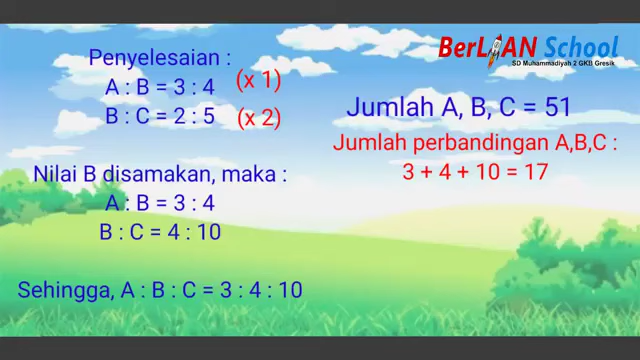 BerLIAN School
SD Muhammadiyah 2 GKB Gresik
Penyelesaian :
A : B = 3 : 4 (x 1)
B : C = 2 : 5 (x 2)
Nilai B disamakan, maka :
A : B = 3 : 4
B : C = 4 : 10
Sehingga, A : B : C = 3 : 4 : 10
Jumlah A, B, C = 51
Jumlah perbandingan A,B,C :
3 + 4 + 10 = 17